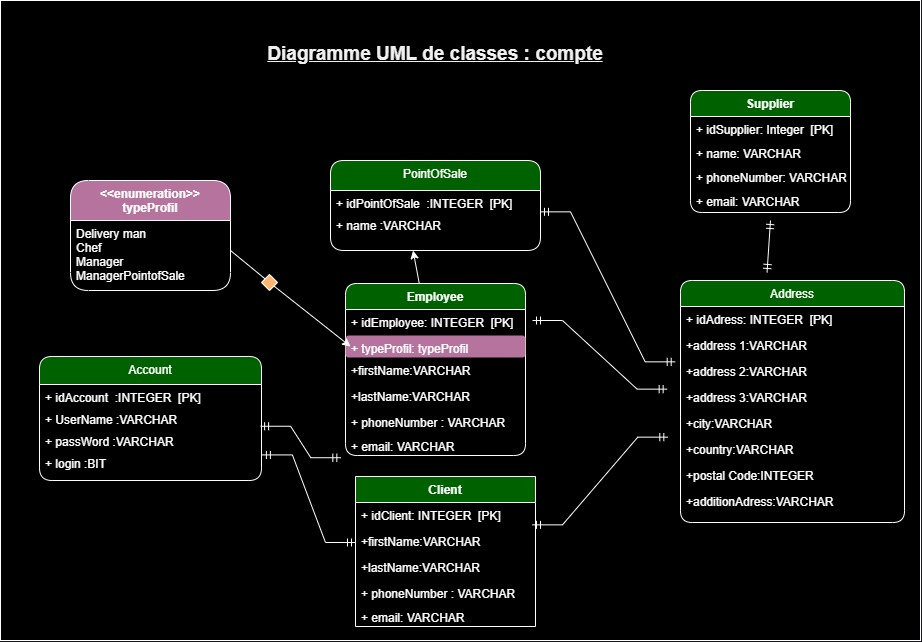 Diagramme UML de classes : compte
Supplier
+ idSupplier: Integer  [PK]
+ name: VARCHAR
+ phoneNumber: VARCHAR
+ email: VARCHAR
PointOfSale
+ idPointOfSale  :INTEGER  [PK]
+ name :VARCHAR
<<enumeration>>
typeProfil
Delivery man
Chef
Manager
ManagerPointofSale
Employee
+ idEmployee: INTEGER  [PK]
+ typeProfil: typeProfil
+firstName:VARCHAR
+lastName:VARCHAR
+ phoneNumber : VARCHAR
+ email: VARCHAR
Address
+ idAdress: INTEGER  [PK]
+address 1:VARCHAR
+address 2:VARCHAR
+address 3:VARCHAR
+city:VARCHAR
+country:VARCHAR
+postal Code:INTEGER
+additionAdress:VARCHAR
Account
+ idAccount  :INTEGER  [PK]
+ UserName :VARCHAR
+ passWord :VARCHAR
+ login :BIT
Client
+ idClient: INTEGER  [PK]
+firstName:VARCHAR
+lastName:VARCHAR
+ phoneNumber : VARCHAR
+ email: VARCHAR